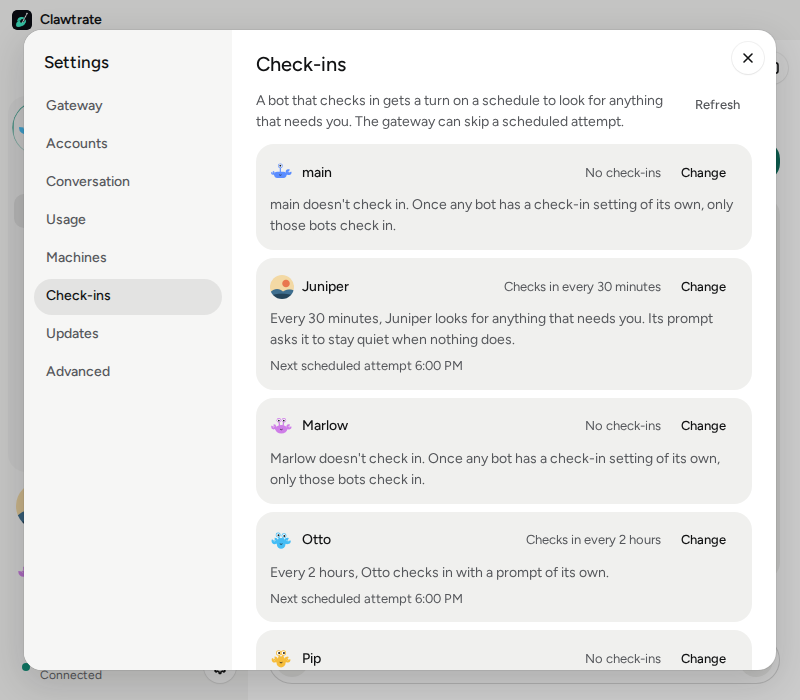 Clawtrate
Settings
Gateway
Accounts
Conversation
Usage
Machines
Check-ins
Updates
Advanced
Check-ins
A bot that checks in gets a turn on a schedule to look for anything
that needs you. The gateway can skip a scheduled attempt.
Refresh
main No check-ins Change
main doesn't check in. Once any bot has a check-in setting of its own, only
those bots check in.
Juniper Checks in every 30 minutes Change
Every 30 minutes, Juniper looks for anything that needs you. Its prompt
asks it to stay quiet when nothing does.
Next scheduled attempt 6:00 PM
Marlow No check-ins Change
Marlow doesn't check in. Once any bot has a check-in setting of its own,
only those bots check in.
Otto Checks in every 2 hours Change
Every 2 hours, Otto checks in with a prompt of its own.
Next scheduled attempt 6:00 PM
Pip No check-ins Change
Connected